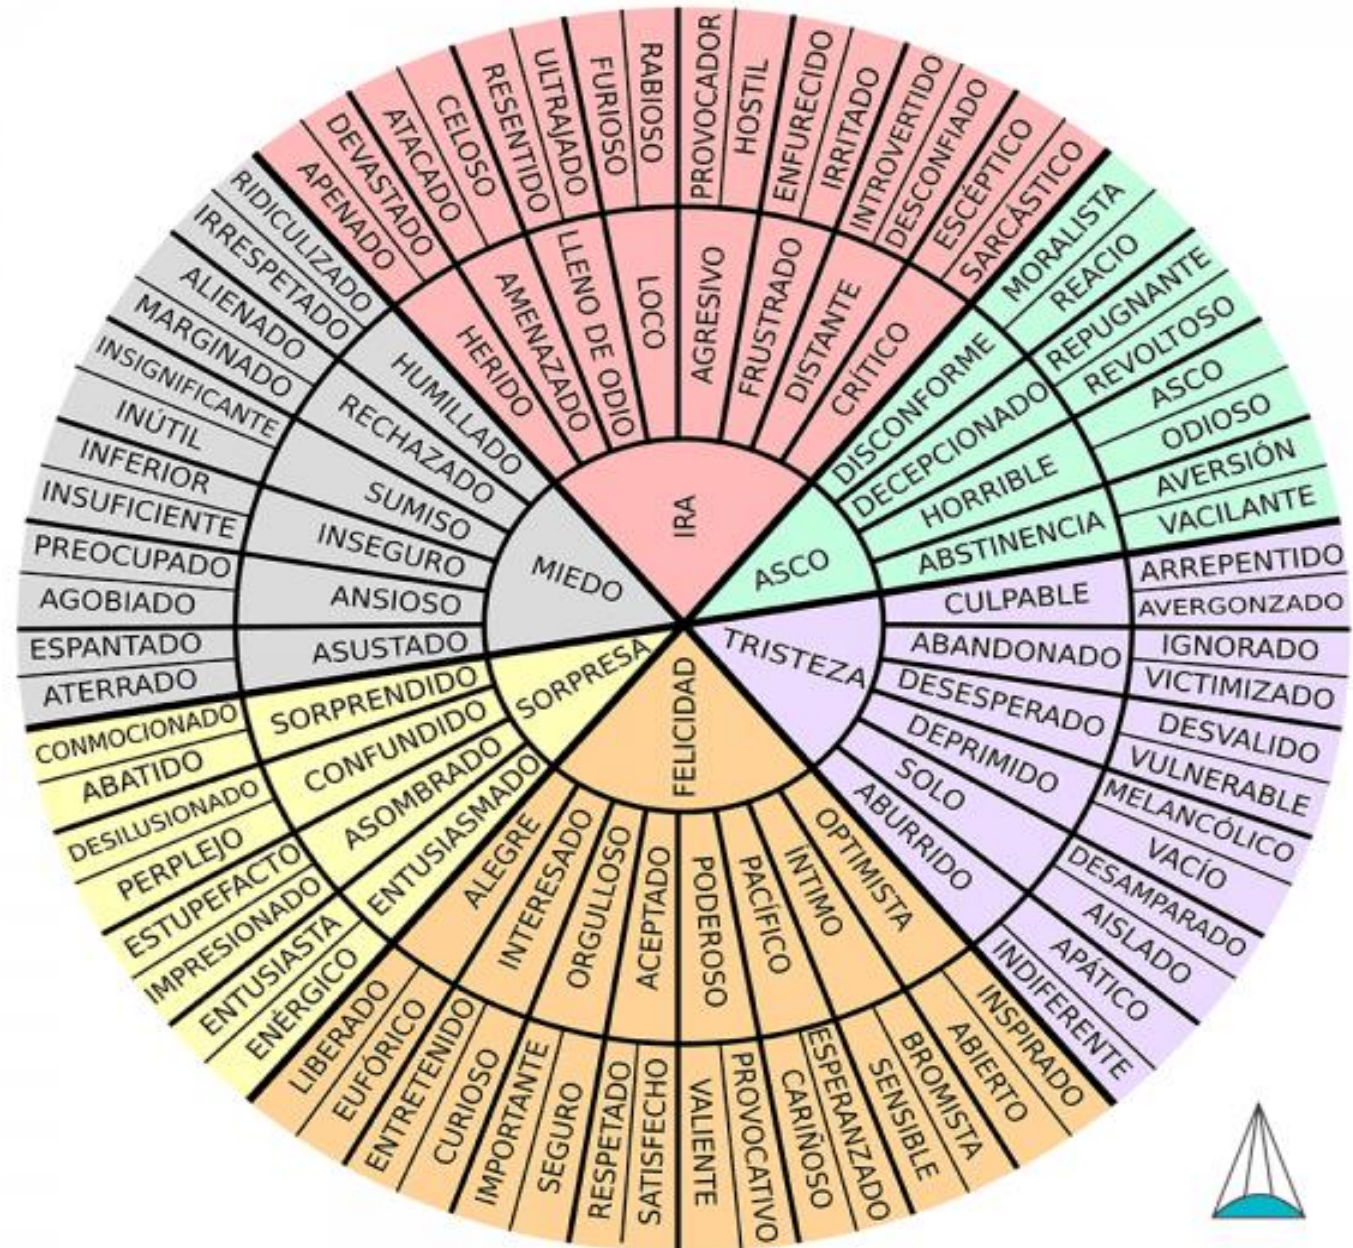 IRA
HERIDO
APENADO
DEVASTADO
AMENAZADO
ATACADO
CELOSO
LLENO DE ODIO
RESENTIDO
ULTRAJADO
LOCO
FURIOSO
RABIOSO
AGRESIVO
PROVOCADOR
HOSTIL
FRUSTRADO
ENFURECIDO
IRRITADO
DISTANTE
INTROVERTIDO
DESCONFIADO
CRÍTICO
ESCÉPTICO
SARCÁSTICO
ASCO
DISCONFORME
MORALISTA
REACIO
DECEPCIONADO
REPUGNANTE
REVOLTOSO
HORRIBLE
ASCO
ODIOSO
ABSTINENCIA
AVERSIÓN
VACILANTE
TRISTEZA
CULPABLE
ARREPENTIDO
AVERGONZADO
ABANDONADO
IGNORADO
VICTIMIZADO
DESESPERADO
DESVALIDO
VULNERABLE
DEPRIMIDO
MELANCÓLICO
VACÍO
SOLO
DESAMPARADO
AISLADO
ABURRIDO
APÁTICO
INDIFERENTE
FELICIDAD
OPTIMISTA
INSPIRADO
ABIERTO
ÍNTIMO
BROMISTA
SENSIBLE
PACÍFICO
ESPERANZADO
CARIÑOSO
PODEROSO
PROVOCATIVO
VALIENTE
ACEPTADO
SATISFECHO
RESPETADO
ORGULLOSO
SEGURO
IMPORTANTE
INTERESADO
CURIOSO
ENTRETENIDO
ALEGRE
EUFÓRICO
LIBERADO
SORPRESA
ENTUSIASMADO
ENÉRGICO
ENTUSIASTA
ASOMBRADO
IMPRESIONADO
ESTUPEFACTO
CONFUNDIDO
PERPLEJO
DESILUSIONADO
SORPRENDIDO
ABATIDO
CONMOCIONADO
MIEDO
ASUSTADO
ATERRADO
ESPANTADO
ANSIOSO
AGOBIADO
PREOCUPADO
INSEGURO
INSUFICIENTE
INFERIOR
SUMISO
INÚTIL
INSIGNIFICANTE
RECHAZADO
MARGINADO
ALIENADO
HUMILLADO
IRRESPETADO
RIDICULIZADO